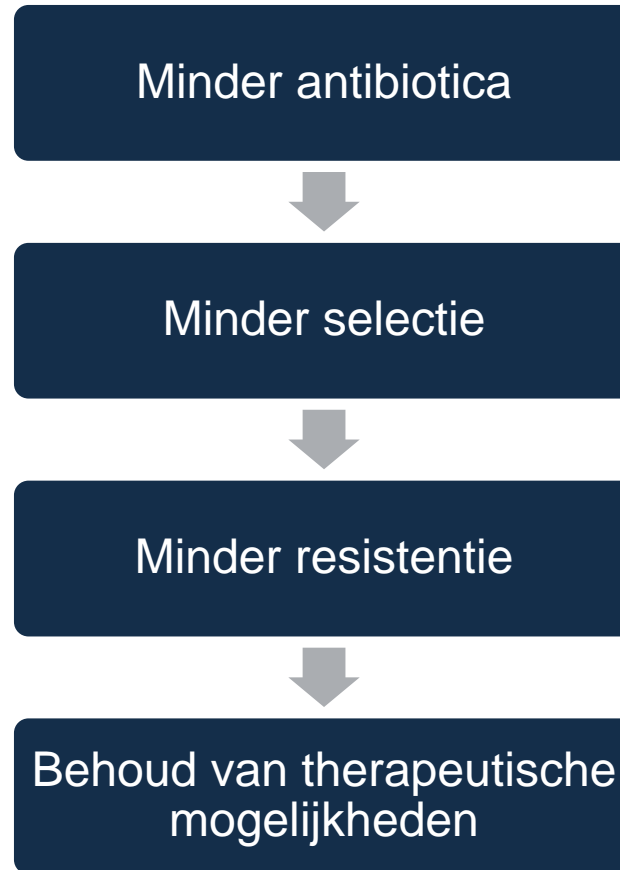 Minder antibiotica
Minder selectie
Minder resistentie
Behoud van therapeutische
mogelijkheden